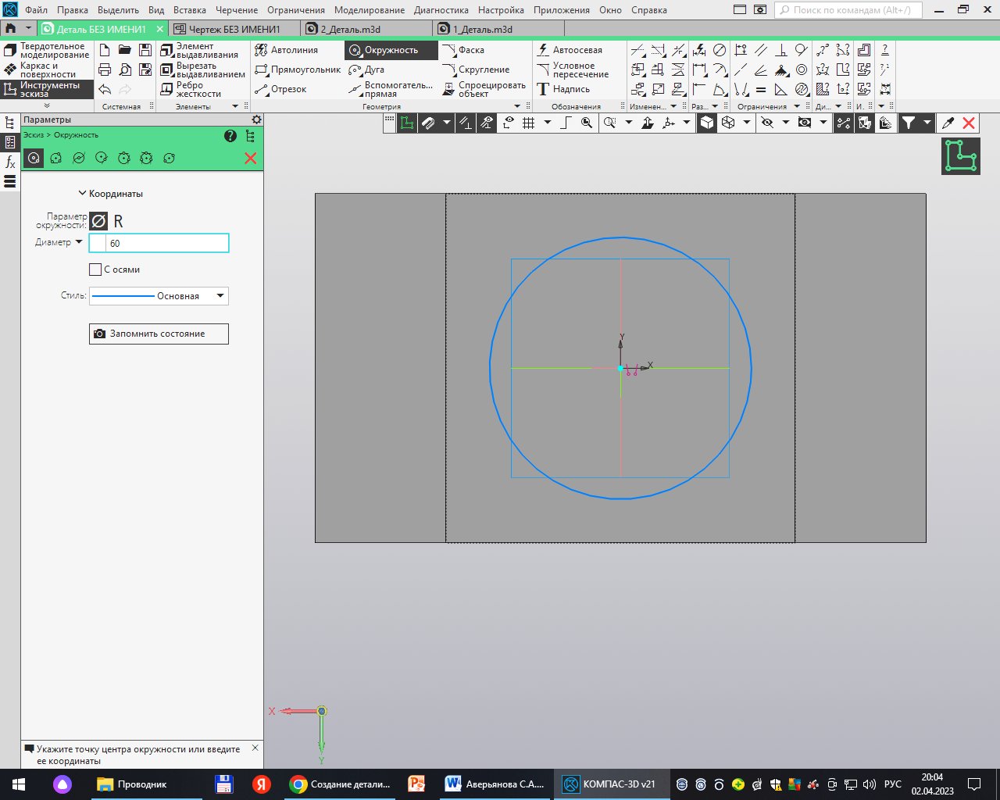 Файл Правка Выделить Вид Вставка Черчение Ограничения Моделирование Диагностика Настройка Приложения Окно Справка Поиск по командам (Alt+/)
Деталь БЕЗ ИМЕНИ1 Чертеж БЕЗ ИМЕНИ1 2_Деталь.m3d 1_Деталь.m3d
Твердотельное моделирование
Каркас и поверхности
Инструменты эскиза
Системная
Элемент выдавливания
Вырезать выдавливанием
Ребро жесткости
Элементы
Автолиния Окружность Фаска
Прямоугольник Дуга Скругление
Отрезок Вспомогатель... прямая Спроецировать объект
Геометрия
Автоосевая
Условное пересечение
Надпись
Обозначения
Изменен... Раз... Ограничения Ди... И.
Параметры
Эскиз > Окружность
Координаты
Параметр окружности: R
Диаметр 60
С осями
Стиль: Основная
Запомнить состояние
Y
X
X
Y
Укажите точку центра окружности или введите
ее координаты
Проводник Создание детали... Аверьянова С.А.... КОМПАС-3D v21 РУС 20:04
02.04.2023